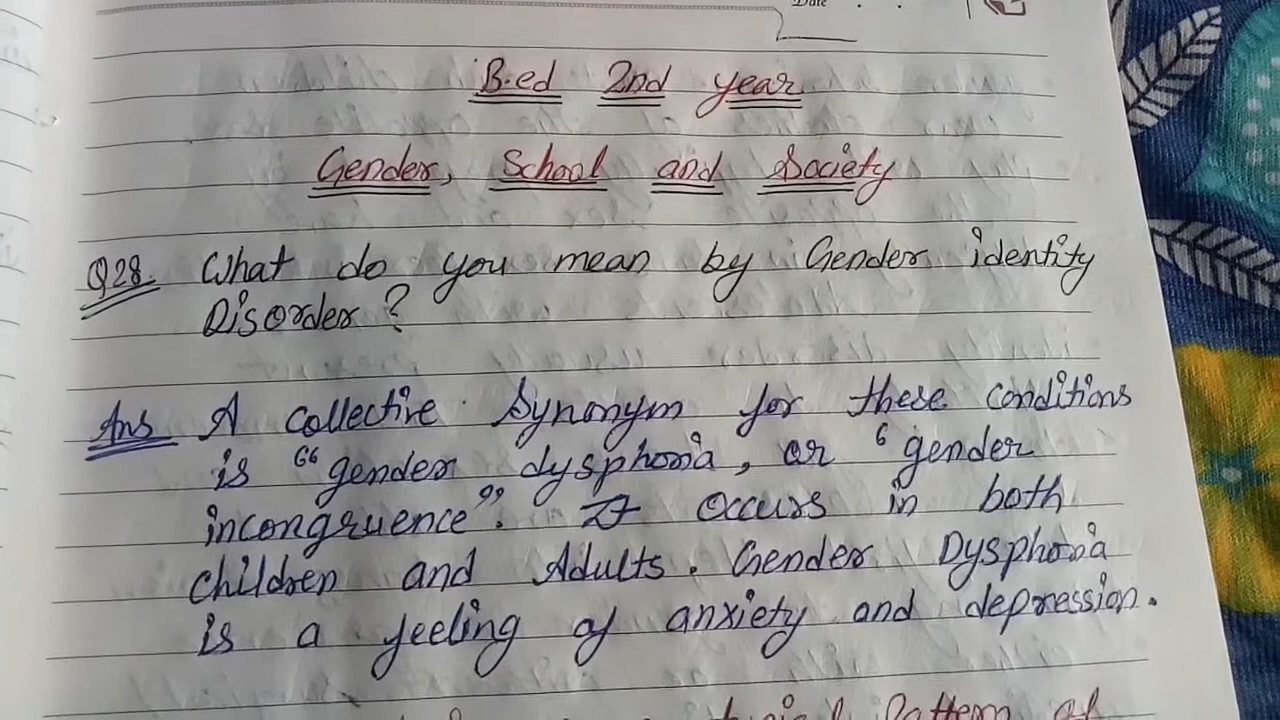 Date
B.ed 2nd year
Gender, School and Society
Q28. What do you mean by Gender identity
Disorder ?
Ans A collective Synonym for these conditions
is "gender dysphoria, or 'gender
incongruence". It occurs in both
children and Adults. Gender Dysphoria
is a feeling of anxiety and depression.
Pattern of